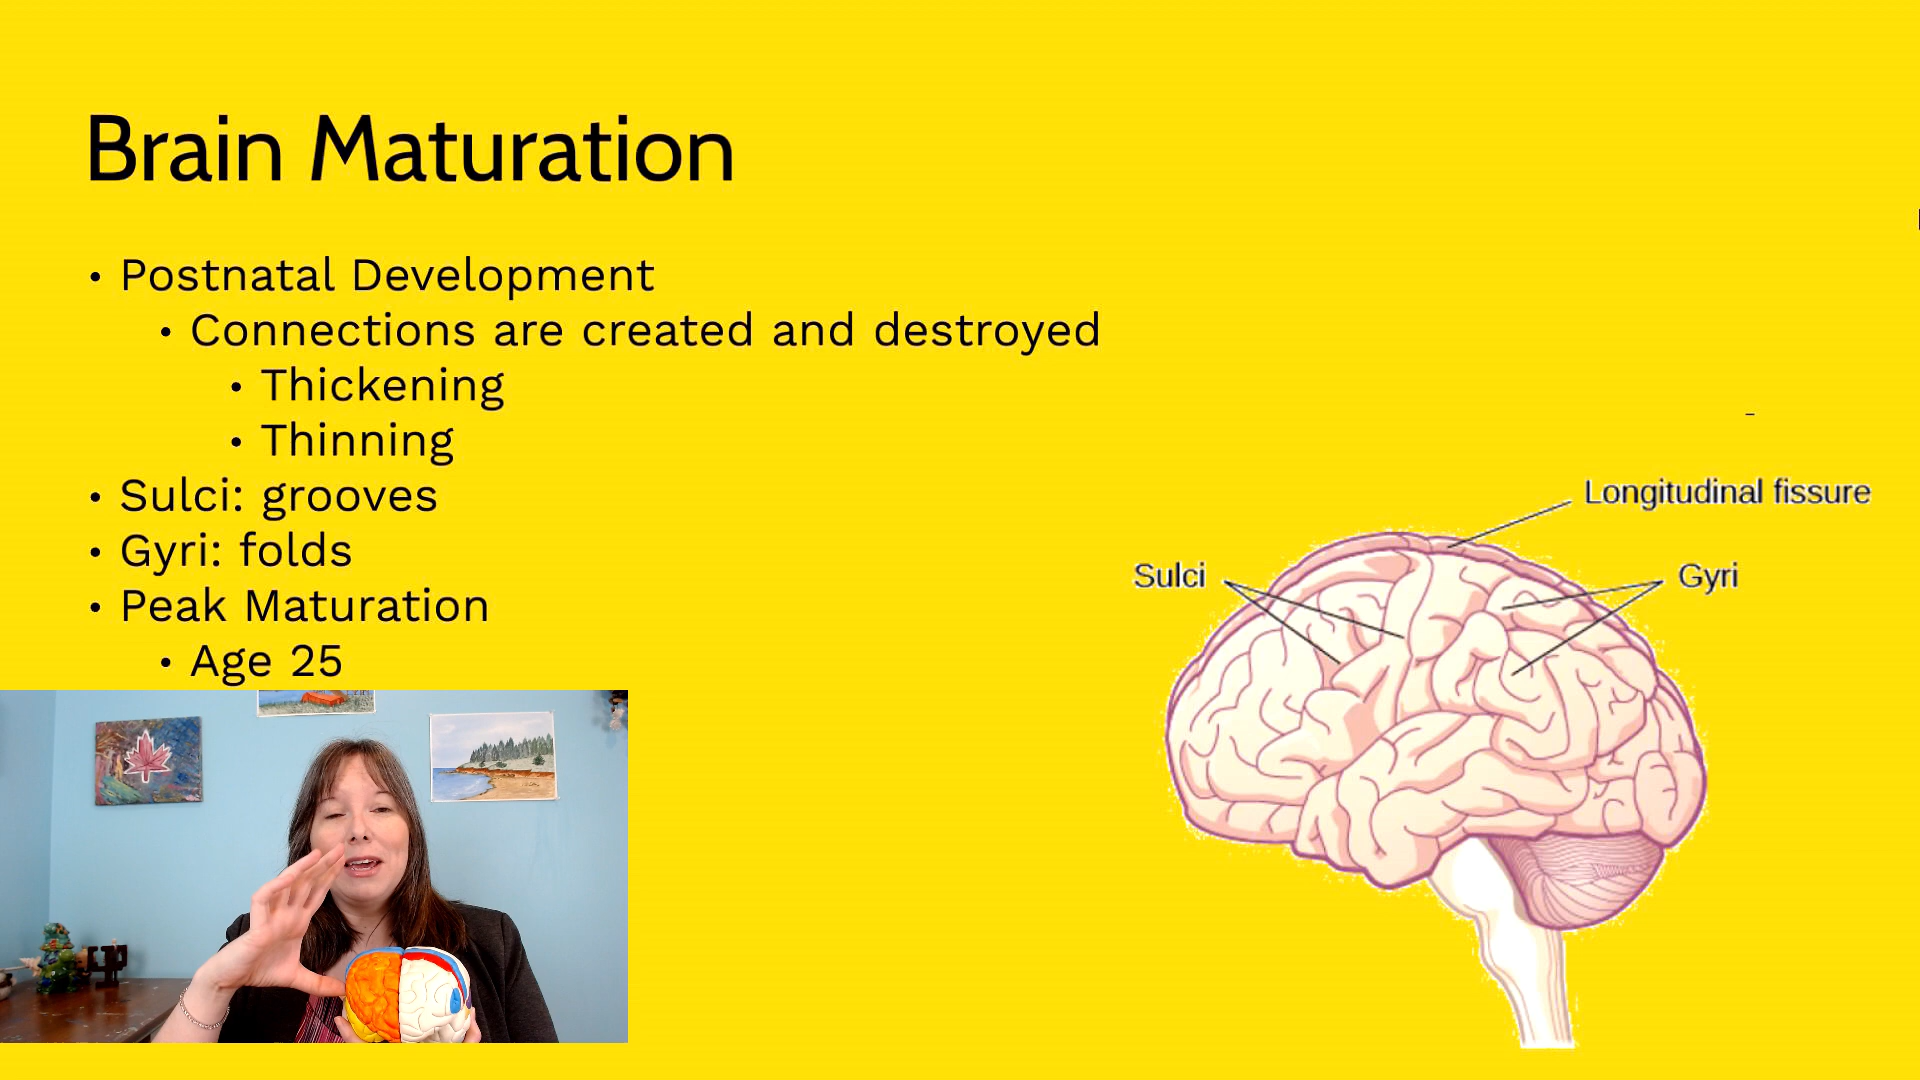 Brain Maturation
• Postnatal Development
• Connections are created and destroyed
• Thickening
• Thinning
• Sulci: grooves
• Gyri: folds
• Peak Maturation
• Age 25
Longitudinal fissure
Sulci
Gyri